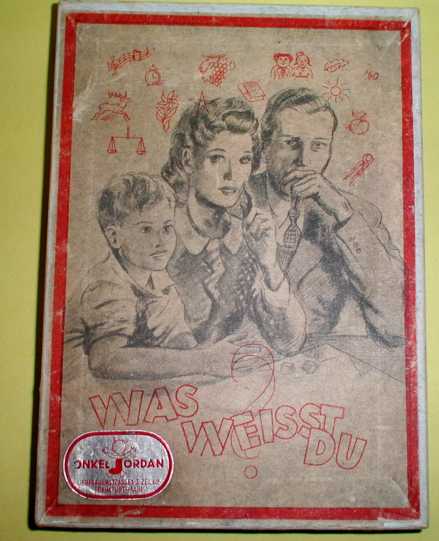 WAS
WEISST
DU
?
ONKEL JORDAN